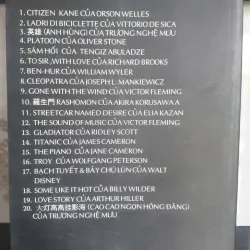 1. CITIZEN KANE CỦA ORSON WELLES
2. LADRI DI BICICLETTE CỦA VITTORIO DE SICA
3. 英雄 (ANH HÙNG) CỦA TRƯƠNG NGHỆ MƯU
4. PLATOON CỦA OLIVER STONE
5. SÁM HỐI CỦA TENGIZ ABULADZE
6. TO SIR, WITH LOVE CỦA RICHARD BROOKS
7. BEN-HUR CỦA WILLIAM WYLER
8. CLEOPATRA CỦA JOSEPH L. MANKIEWICZ
9. GONE WITH THE WIND CỦA VICTOR FLEMING
10. 羅生門 RASHOMON CỦA AKIRA KOROSAWA A
11. STREETCAR NAMED DESIRE CỦA ELIA KAZAN
12. THE SOUND OF MUSIC CỦA VICTOR FLEMING
13. GLADIATOR CỦA RIDLEY SCOTT
14. TITANIC CỦA JAMES CAMERON
15. THE PIANO CỦA JANE CAMERON
16. TROY CỦA WOLFGANG PETERSON
17. BẠCH TUYẾT & BẢY CHÚ LÙN CỦA WALT
DISNEY
18. SOME LIKE IT HOT CỦA BILLY WILDER
19. LOVE STORY CỦA ARTHUR HILLER
20. 大灯高高挂影海 (CAO CAO NGỌN HỒNG ĐĂNG)
CỦA TRƯƠNG NGHỆ MƯU